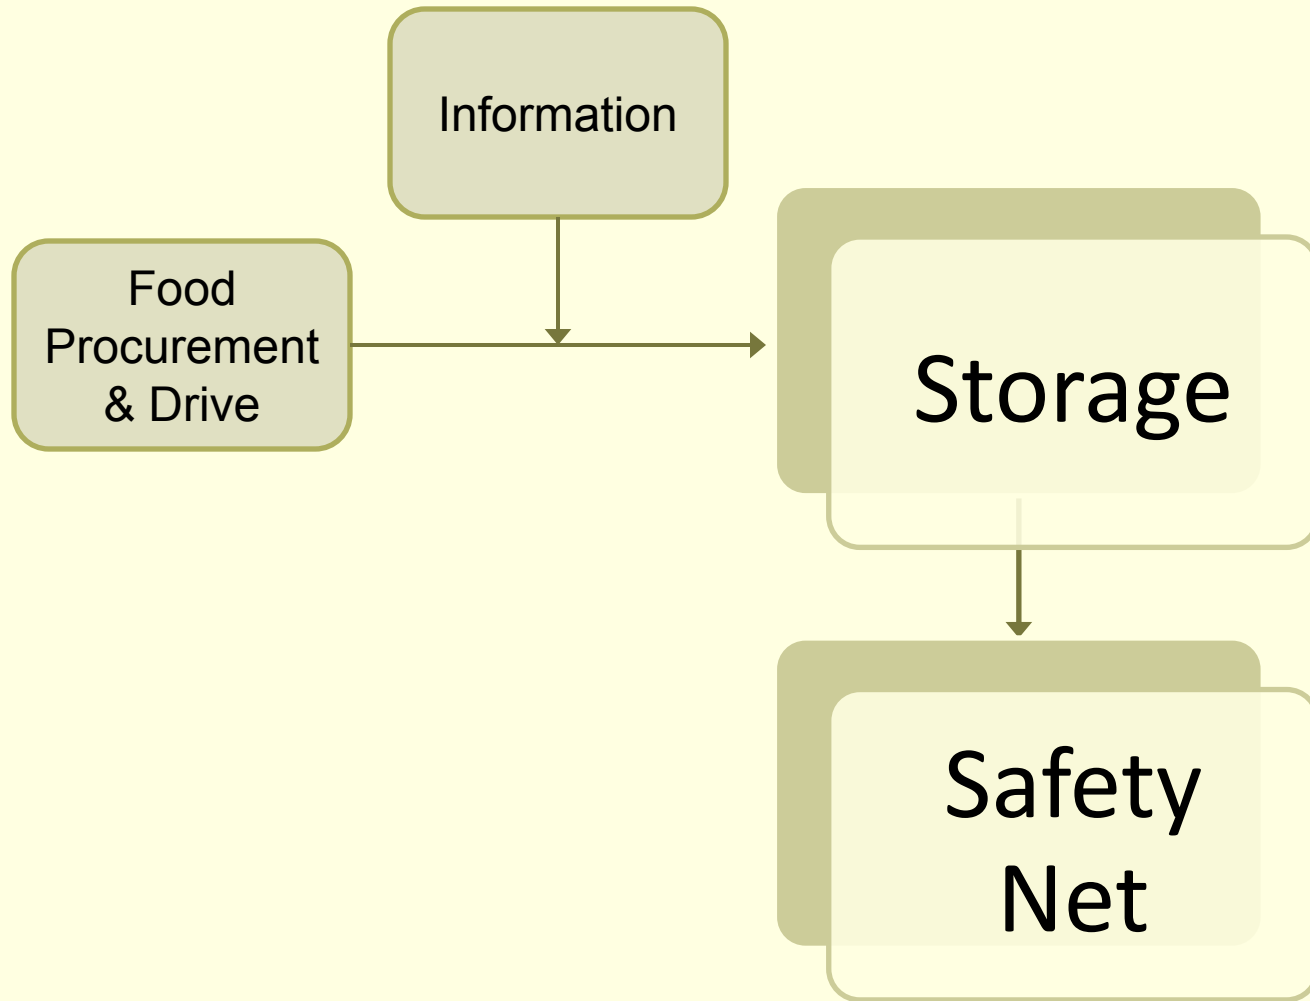 Information
Food
Procurement
& Drive
Storage
Safety
Net